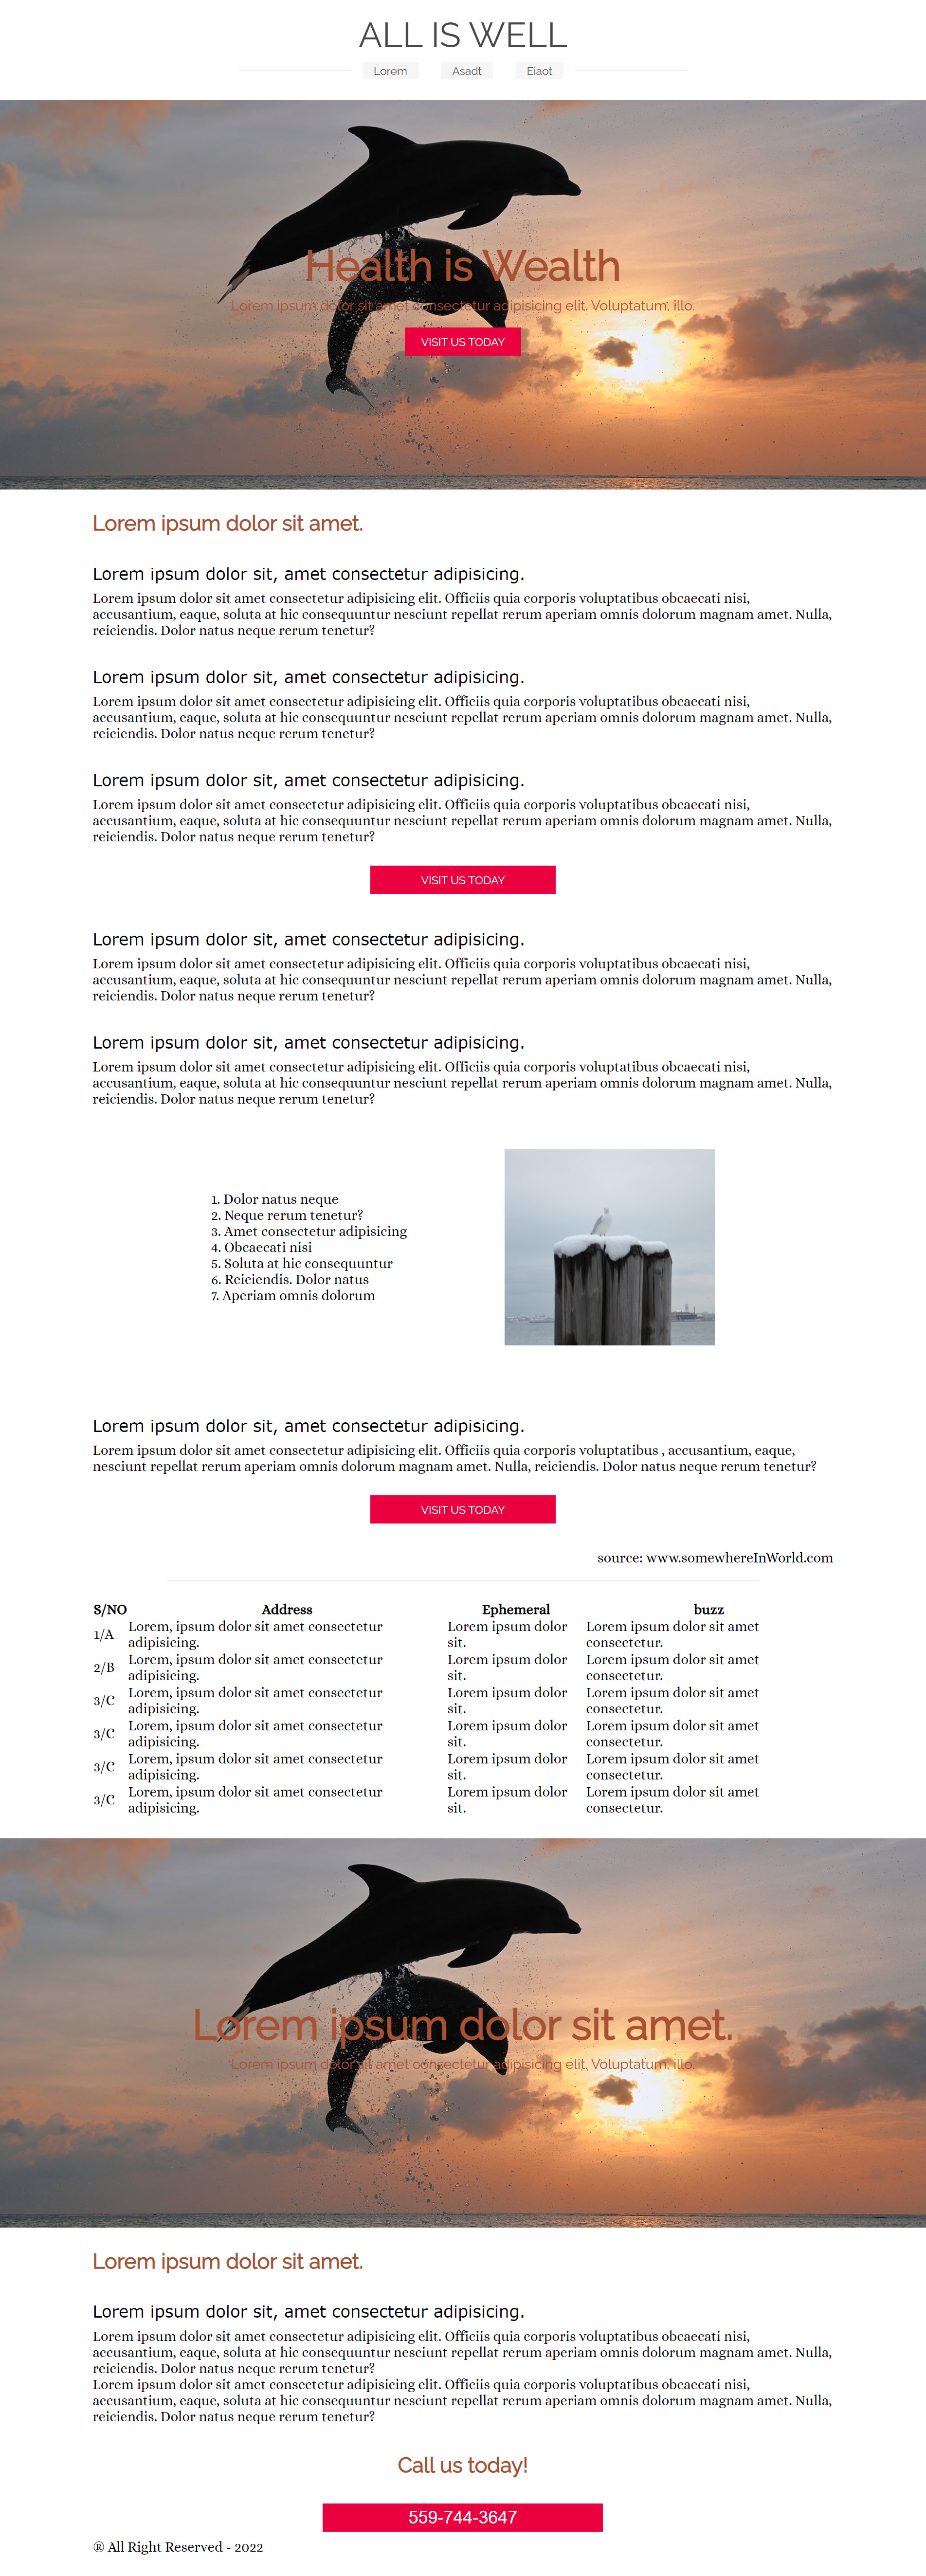 ALL IS WELL
Lorem Asadt Eiaot
Health is Wealth
Lorem ipsum dolor sit amet consectetur adipisicing elit. Voluptatum, illo.
VISIT US TODAY
Lorem ipsum dolor sit amet.
Lorem ipsum dolor sit, amet consectetur adipisicing.
Lorem ipsum dolor sit amet consectetur adipisicing elit. Officiis quia corporis voluptatibus obcaecati nisi,
accusantium, eaque, soluta at hic consequuntur nesciunt repellat rerum aperiam omnis dolorum magnam amet. Nulla,
reiciendis. Dolor natus neque rerum tenetur?
Lorem ipsum dolor sit, amet consectetur adipisicing.
Lorem ipsum dolor sit amet consectetur adipisicing elit. Officiis quia corporis voluptatibus obcaecati nisi,
accusantium, eaque, soluta at hic consequuntur nesciunt repellat rerum aperiam omnis dolorum magnam amet. Nulla,
reiciendis. Dolor natus neque rerum tenetur?
Lorem ipsum dolor sit, amet consectetur adipisicing.
Lorem ipsum dolor sit amet consectetur adipisicing elit. Officiis quia corporis voluptatibus obcaecati nisi,
accusantium, eaque, soluta at hic consequuntur nesciunt repellat rerum aperiam omnis dolorum magnam amet. Nulla,
reiciendis. Dolor natus neque rerum tenetur?
VISIT US TODAY
Lorem ipsum dolor sit, amet consectetur adipisicing.
Lorem ipsum dolor sit amet consectetur adipisicing elit. Officiis quia corporis voluptatibus obcaecati nisi,
accusantium, eaque, soluta at hic consequuntur nesciunt repellat rerum aperiam omnis dolorum magnam amet. Nulla,
reiciendis. Dolor natus neque rerum tenetur?
Lorem ipsum dolor sit, amet consectetur adipisicing.
Lorem ipsum dolor sit amet consectetur adipisicing elit. Officiis quia corporis voluptatibus obcaecati nisi,
accusantium, eaque, soluta at hic consequuntur nesciunt repellat rerum aperiam omnis dolorum magnam amet. Nulla,
reiciendis. Dolor natus neque rerum tenetur?
1. Dolor natus neque
2. Neque rerum tenetur?
3. Amet consectetur adipisicing
4. Obcaecati nisi
5. Soluta at hic consequuntur
6. Reiciendis. Dolor natus
7. Aperiam omnis dolorum
Lorem ipsum dolor sit, amet consectetur adipisicing.
Lorem ipsum dolor sit amet consectetur adipisicing elit. Officiis quia corporis voluptatibus , accusantium, eaque,
nesciunt repellat rerum aperiam omnis dolorum magnam amet. Nulla, reiciendis. Dolor natus neque rerum tenetur?
VISIT US TODAY
source: www.somewhereInWorld.com
S/NO Address Ephemeral buzz
1/A Lorem, ipsum dolor sit amet consectetur Lorem ipsum dolor Lorem ipsum dolor sit amet
adipisicing. sit. consectetur.
2/B Lorem, ipsum dolor sit amet consectetur Lorem ipsum dolor Lorem ipsum dolor sit amet
adipisicing. sit. consectetur.
3/C Lorem, ipsum dolor sit amet consectetur Lorem ipsum dolor Lorem ipsum dolor sit amet
adipisicing. sit. consectetur.
3/C Lorem, ipsum dolor sit amet consectetur Lorem ipsum dolor Lorem ipsum dolor sit amet
adipisicing. sit. consectetur.
3/C Lorem, ipsum dolor sit amet consectetur Lorem ipsum dolor Lorem ipsum dolor sit amet
adipisicing. sit. consectetur.
3/C Lorem, ipsum dolor sit amet consectetur Lorem ipsum dolor Lorem ipsum dolor sit amet
adipisicing. sit. consectetur.
Lorem ipsum dolor sit amet.
Lorem ipsum dolor sit amet consectetur adipisicing elit. Voluptatum, illo.
Lorem ipsum dolor sit amet.
Lorem ipsum dolor sit, amet consectetur adipisicing.
Lorem ipsum dolor sit amet consectetur adipisicing elit. Officiis quia corporis voluptatibus obcaecati nisi,
accusantium, eaque, soluta at hic consequuntur nesciunt repellat rerum aperiam omnis dolorum magnam amet. Nulla,
reiciendis. Dolor natus neque rerum tenetur?
Lorem ipsum dolor sit amet consectetur adipisicing elit. Officiis quia corporis voluptatibus obcaecati nisi,
accusantium, eaque, soluta at hic consequuntur nesciunt repellat rerum aperiam omnis dolorum magnam amet. Nulla,
reiciendis. Dolor natus neque rerum tenetur?
Call us today!
559-744-3647
® All Right Reserved - 2022